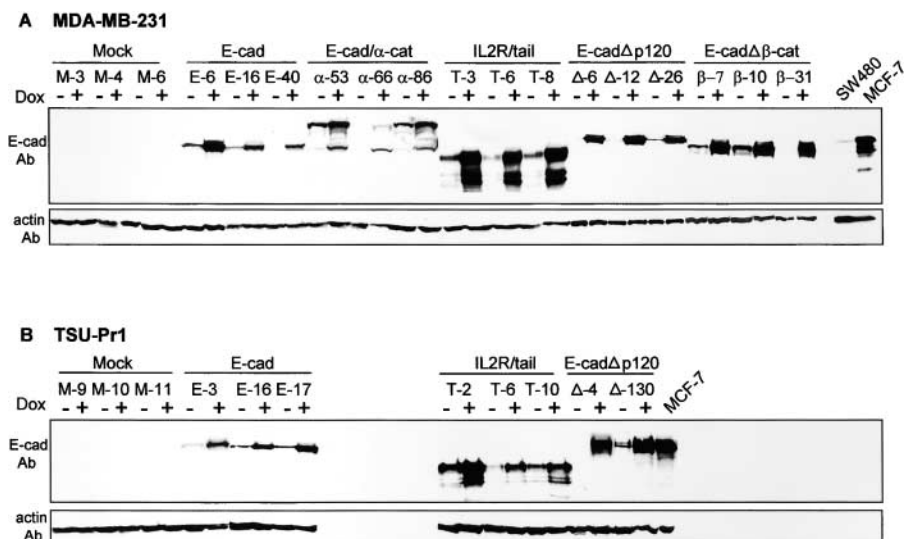 A MDA-MB-231
Mock E-cad E-cad/α-cat IL2R/tail E-cadΔp120 E-cadΔβ-cat
M-3 M-4 M-6 E-6 E-16 E-40 α-53 α-66 α-86 T-3 T-6 T-8 Δ-6 Δ-12 Δ-26 β-7 β-10 β-31 SW480 MCF-7
Dox - + - + - + - + - + - + - + - + - + - + - + - + - + - + - + - + - + - +
E-cad
Ab
actin
Ab
B TSU-Pr1
Mock E-cad IL2R/tail E-cadΔp120
M-9 M-10 M-11 E-3 E-16 E-17 T-2 T-6 T-10 Δ-4 Δ-130 MCF-7
Dox - + - + - + - + - + - + - + - + - + - + - +
E-cad
Ab
actin
Ab